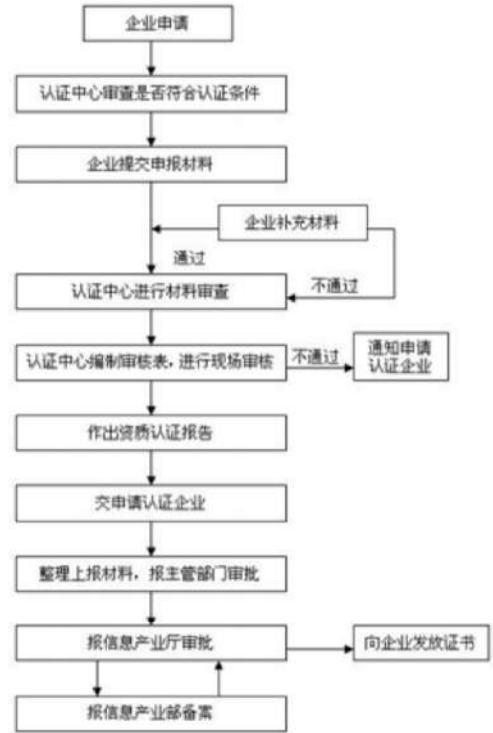 企业申请
认证中心审查是否符合认证条件
企业提交申报材料
企业补充材料
通过
不通过
认证中心进行材料审查
认证中心编制审核表，进行现场审核
不通过
通知申请
认证企业
作出资质认证报告
交申请认证企业
整理上报材料，报主管部门审批
报信息产业厅审批
向企业发放证书
报信息产业部备案